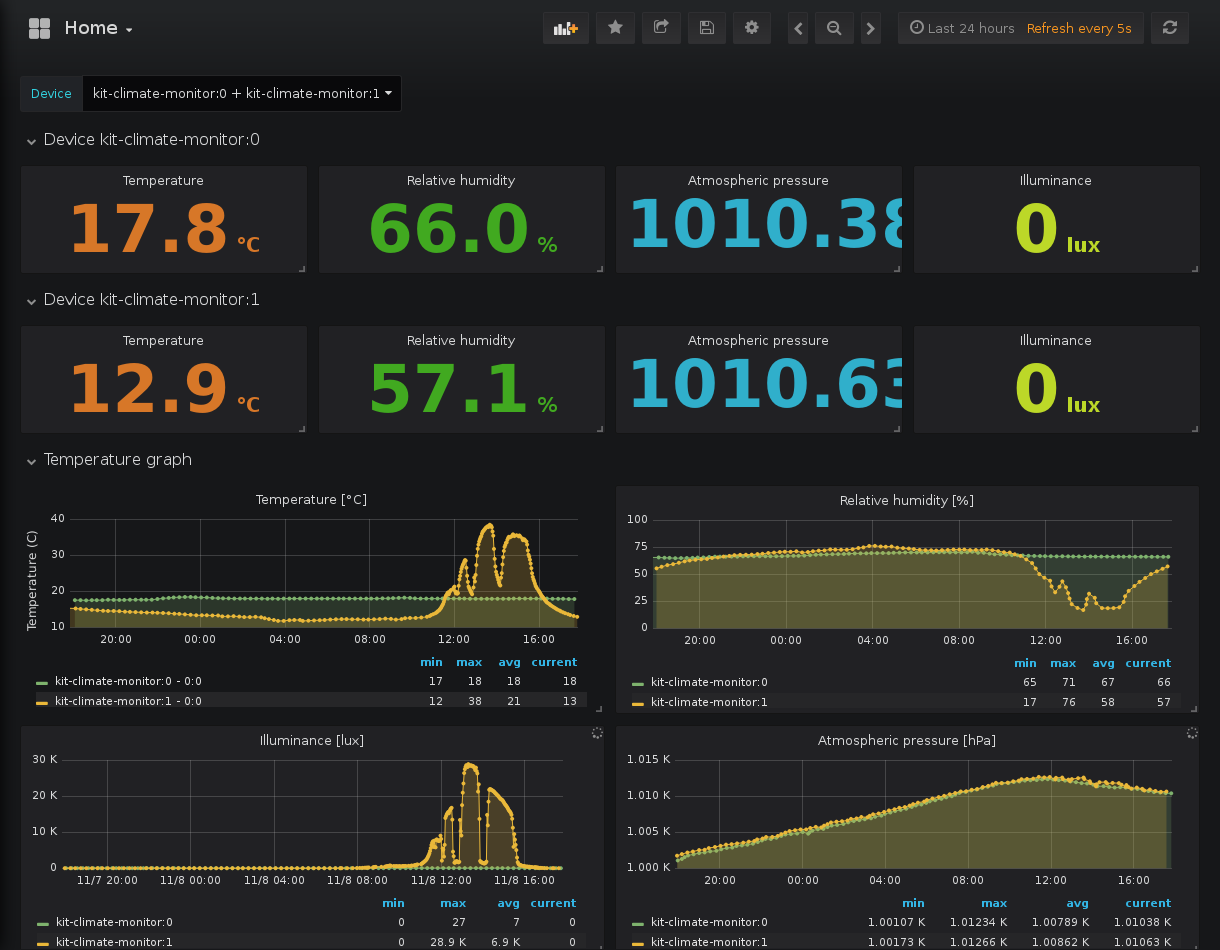 Home
Last 24 hours Refresh every 5s
Device kit-climate-monitor:0 + kit-climate-monitor:1
Device kit-climate-monitor:0
Temperature Relative humidity Atmospheric pressure Illuminance
17.8 °C 66.0 % 1010.38 0 lux
Device kit-climate-monitor:1
Temperature Relative humidity Atmospheric pressure Illuminance
12.9 °C 57.1 % 1010.63 0 lux
Temperature graph
Temperature [°C]
Temperature (C)
40
30
20
10
20:00 00:00 04:00 08:00 12:00 16:00
min max avg current
kit-climate-monitor:0 - 0:0 17 18 18 18
kit-climate-monitor:1 - 0:0 12 38 21 13
Relative humidity [%]
100
75
50
25
0
20:00 00:00 04:00 08:00 12:00 16:00
min max avg current
kit-climate-monitor:0 65 71 67 66
kit-climate-monitor:1 17 76 58 57
Illuminance [lux]
30 K
20 K
10 K
0
11/7 20:00 11/8 00:00 11/8 04:00 11/8 08:00 11/8 12:00 11/8 16:00
min max avg current
kit-climate-monitor:0 0 27 7 0
kit-climate-monitor:1 0 28.9 K 6.9 K 0
Atmospheric pressure [hPa]
1.015 K
1.010 K
1.005 K
1.000 K
20:00 00:00 04:00 08:00 12:00 16:00
min max avg current
kit-climate-monitor:0 1.00107 K 1.01234 K 1.00789 K 1.01038 K
kit-climate-monitor:1 1.00173 K 1.01266 K 1.00862 K 1.01063 K